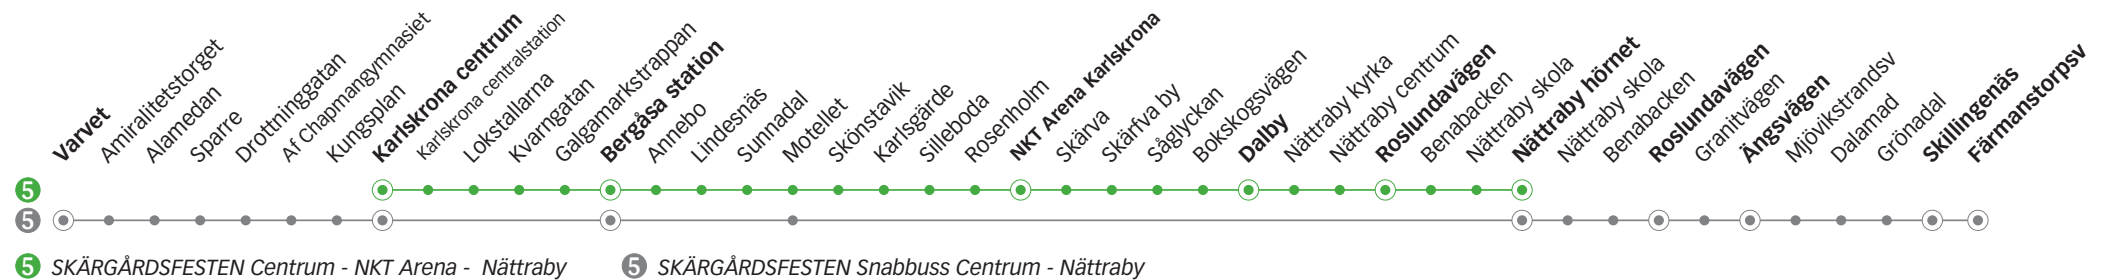 Varvet
Amiralitetstorget
Alamedan
Sparre
Drottninggatan
Af Chapmangymnasiet
Kungsplan
Karlskrona centrum
Karlskrona centralstation
Lokstallarna
Kvarngatan
Galgamarkstrappan
Bergåsa station
Annebo
Lindesnäs
Sunnadal
Motellet
Skönstavik
Karlsgärde
Silleboda
Rosenholm
NKT Arena Karlskrona
Skärva
Skärfva by
Såglyckan
Bokskogsvägen
Dalby
Nättraby kyrka
Nättraby centrum
Roslundavägen
Benabacken
Nättraby skola
Nättraby hörnet
Nättraby skola
Benabacken
Roslundavägen
Granitvägen
Ängsvägen
Mjövikstrandsv
Dalamad
Grönadal
Skillingenäs
Färmanstorpsv
5
5
5 SKÄRGÅRDSFESTEN Centrum - NKT Arena - Nättraby
5 SKÄRGÅRDSFESTEN Snabbuss Centrum - Nättraby